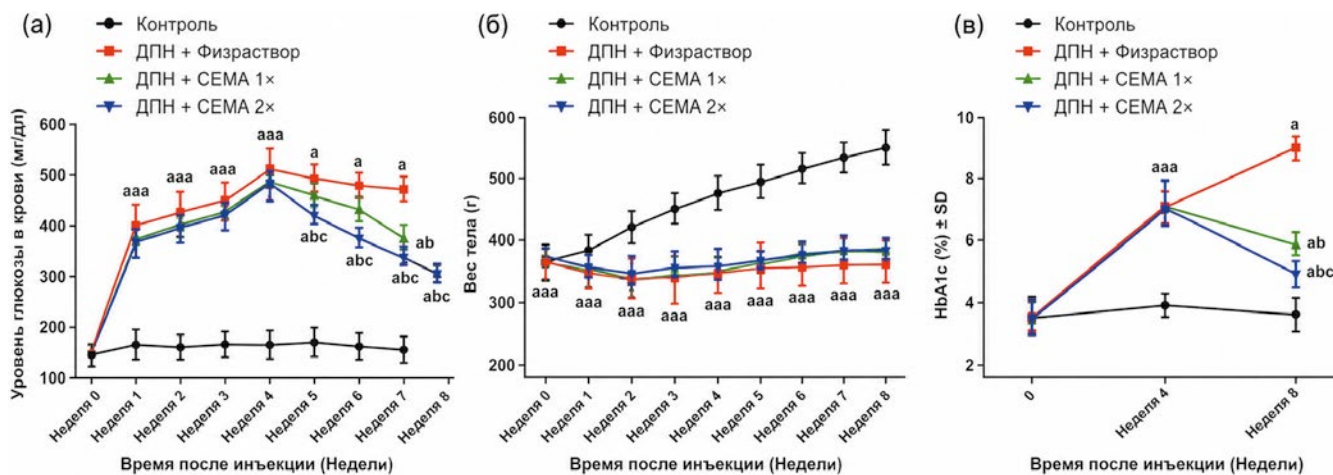 (а)
Контроль
ДПН + Физраствор
ДПН + СЕМА 1×
ДПН + СЕМА 2×
Уровень глюкозы в крови (мг/дл)
600
500
400
300
200
100
aaa
aaa
aaa
aaa
a
a
a
ab
abc
abc
abc
abc
Неделя 0
Неделя 1
Неделя 2
Неделя 3
Неделя 4
Неделя 5
Неделя 6
Неделя 7
Неделя 8
Время после инъекции (Недели)
(б)
Контроль
ДПН + Физраствор
ДПН + СЕМА 1×
ДПН + СЕМА 2×
Вес тела (г)
600
500
400
300
200
aaa
aaa
aaa
aaa
aaa
aaa
aaa
aaa
aaa
Неделя 0
Неделя 1
Неделя 2
Неделя 3
Неделя 4
Неделя 5
Неделя 6
Неделя 7
Неделя 8
Время после инъекции (Недели)
(в)
Контроль
ДПН + Физраствор
ДПН + СЕМА 1×
ДПН + СЕМА 2×
HbA1c (%) ± SD
10
8
6
4
2
aaa
a
ab
abc
0
Неделя 4
Неделя 8
Время после инъекции (Недели)